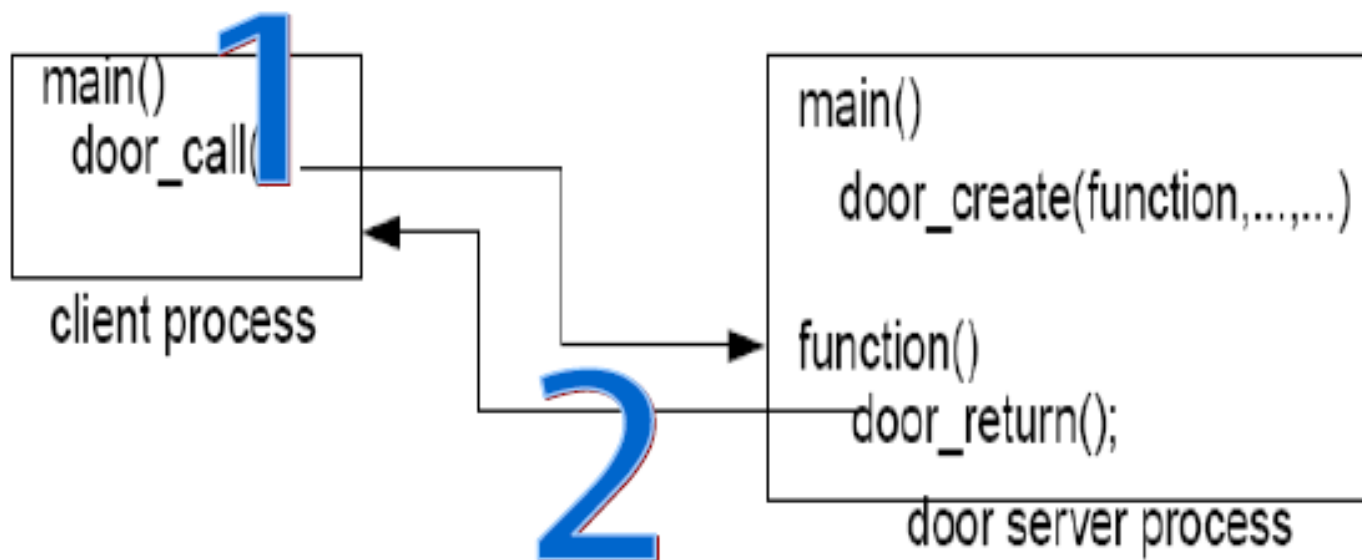 1
main()
door_call(
client process
main()
door_create(function,...,...)
function()
door_return();
door server process
2